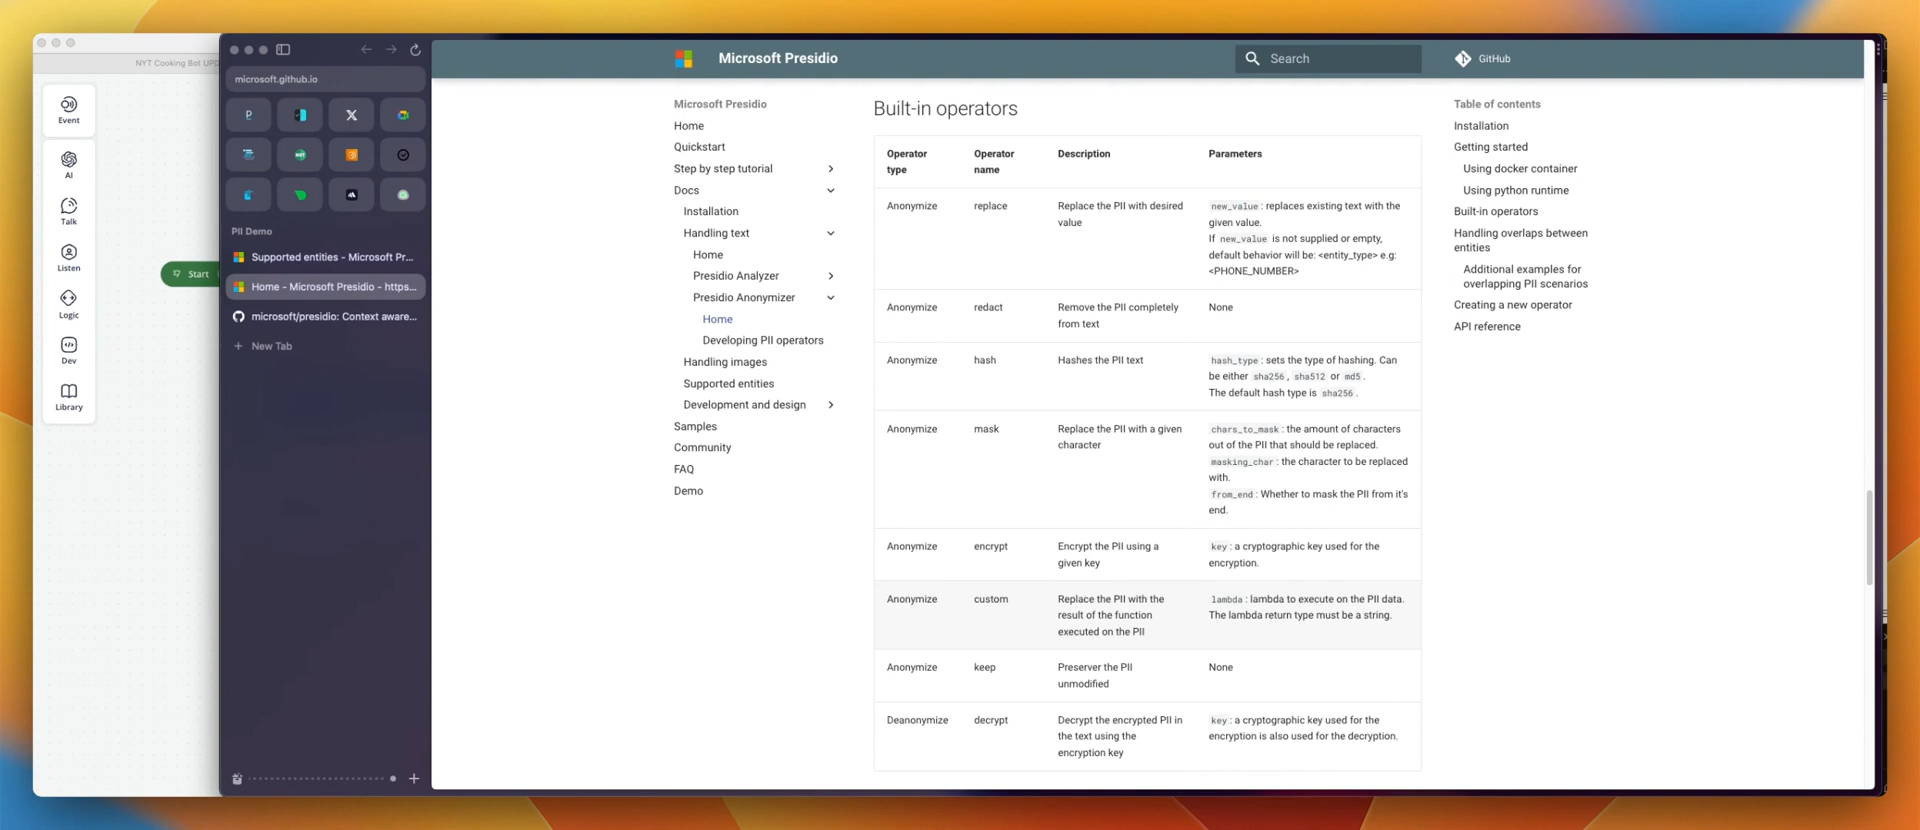 NYT Cooking Bot UPD
Event
AI
Talk
Listen
Logic
Dev
Library
Start
microsoft.github.io
PII Demo
Supported entities - Microsoft Pr...
Home - Microsoft Presidio - https...
microsoft/presidio: Context aware...
New Tab
Microsoft Presidio
Search
GitHub
Microsoft Presidio
Home
Quickstart
Step by step tutorial
Docs
Installation
Handling text
Home
Presidio Analyzer
Presidio Anonymizer
Home
Developing PII operators
Handling images
Supported entities
Development and design
Samples
Community
FAQ
Demo
Built-in operators
Operator type Operator name Description Parameters
Anonymize replace Replace the PII with desired value
new_value: replaces existing text with the
given value.
If new_value is not supplied or empty,
default behavior will be: <entity_type> e.g:
<PHONE_NUMBER>
Anonymize redact Remove the PII completely from text None
Anonymize hash Hashes the PII text
hash_type: sets the type of hashing. Can
be either sha256, sha512 or md5.
The default hash type is sha256.
Anonymize mask Replace the PII with a given character
chars_to_mask: the amount of characters
out of the PII that should be replaced.
masking_char: the character to be replaced
with.
from_end: Whether to mask the PII from it's
end.
Anonymize encrypt Encrypt the PII using a given key
key: a cryptographic key used for the
encryption.
Anonymize custom Replace the PII with the result of the function executed on the PII
lambda: lambda to execute on the PII data.
The lambda return type must be a string.
Anonymize keep Preserver the PII unmodified None
Deanonymize decrypt Decrypt the encrypted PII in the text using the encryption key
key: a cryptographic key used for the
encryption is also used for the decryption.
Table of contents
Installation
Getting started
Using docker container
Using python runtime
Built-in operators
Handling overlaps between
entities
Additional examples for
overlapping PII scenarios
Creating a new operator
API reference